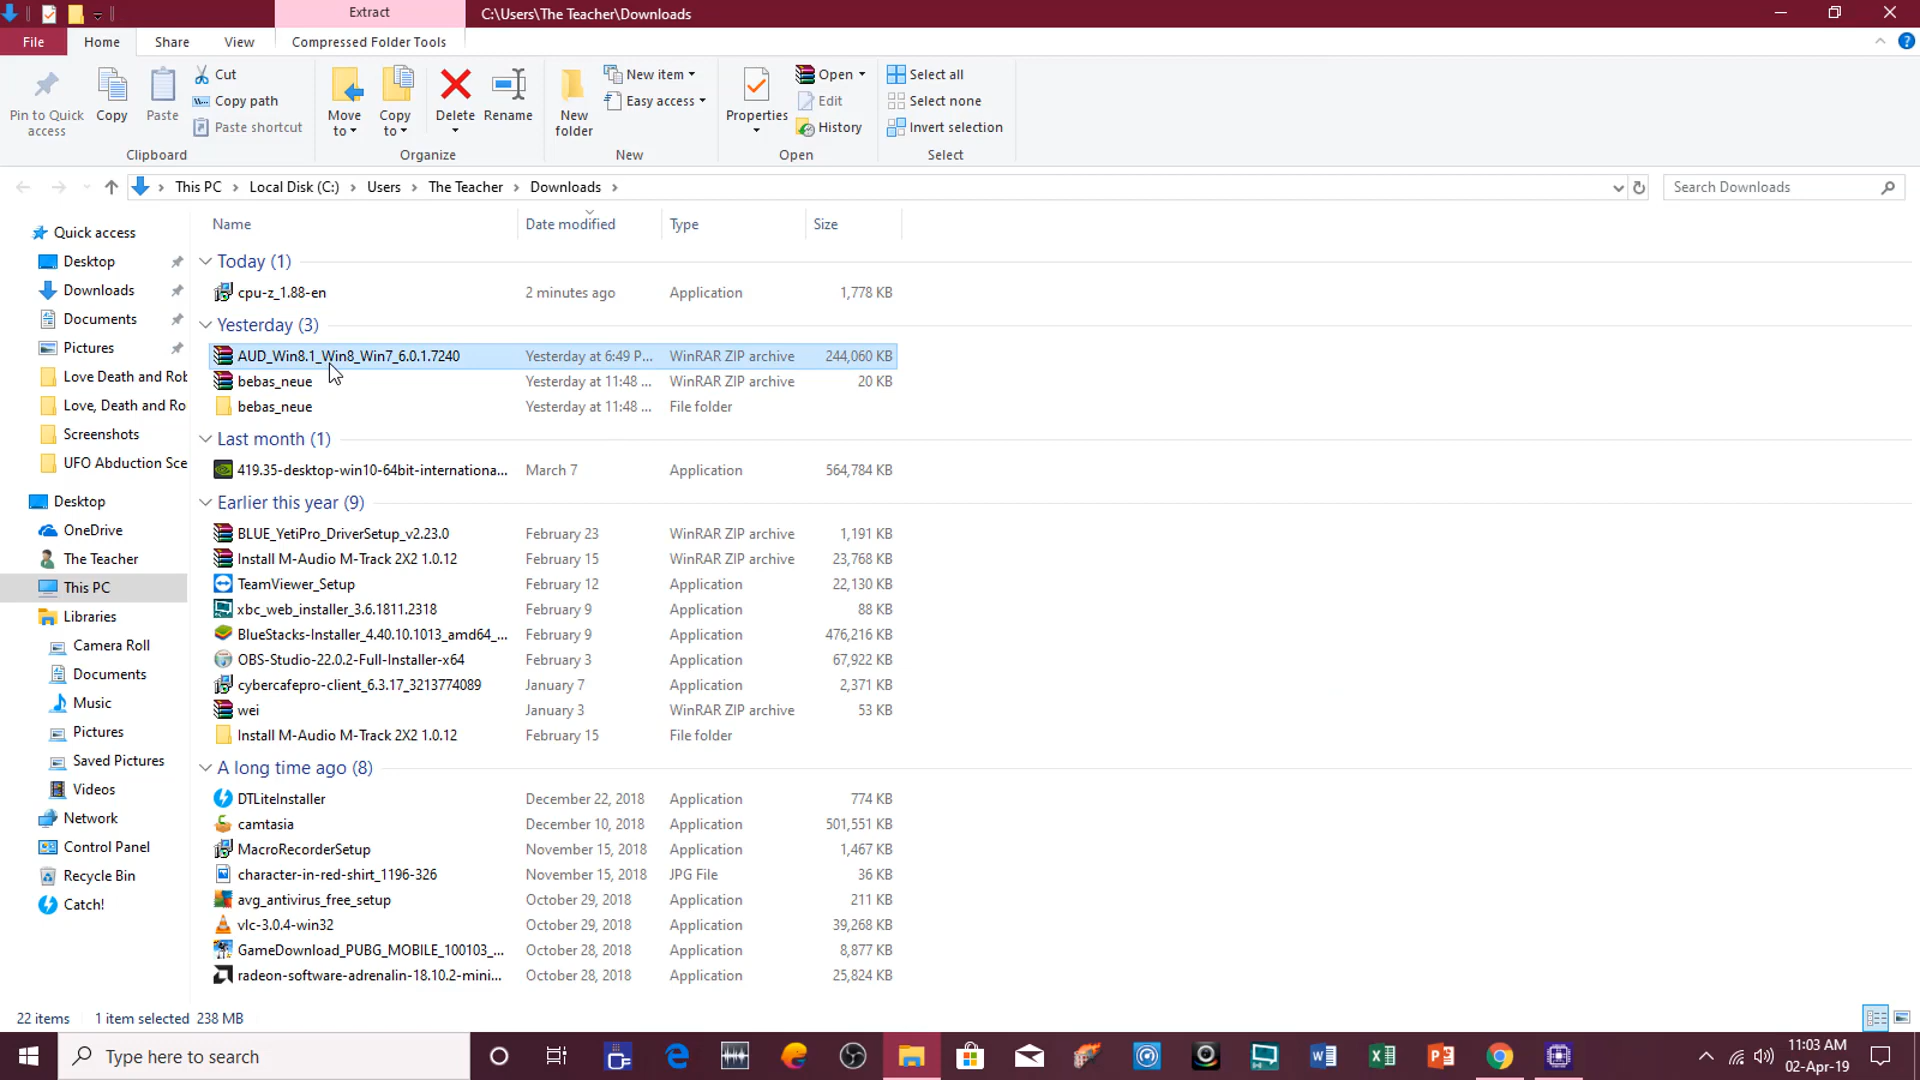 Extract
C:\Users\The Teacher\Downloads
File Home Share View Compressed Folder Tools
Pin to Quick access
Copy
Paste
Cut
Copy path
Paste shortcut
Clipboard
Move to
Copy to
Delete
Rename
Organize
New folder
New item
Easy access
New
Properties
Open
Edit
History
Open
Select all
Select none
Invert selection
Select
This PC > Local Disk (C:) > Users > The Teacher > Downloads >
Search Downloads
Quick access
Desktop
Downloads
Documents
Pictures
Love Death and Rob
Love, Death and Ro
Screenshots
UFO Abduction Sce
Desktop
OneDrive
The Teacher
This PC
Libraries
Camera Roll
Documents
Music
Pictures
Saved Pictures
Videos
Network
Control Panel
Recycle Bin
Catch!
Name Date modified Type Size
Today (1)
cpu-z_1.88-en 2 minutes ago Application 1,778 KB
Yesterday (3)
AUD_Win8.1_Win8_Win7_6.0.1.7240 Yesterday at 6:49 P... WinRAR ZIP archive 244,060 KB
bebas_neue Yesterday at 11:48 ... WinRAR ZIP archive 20 KB
bebas_neue Yesterday at 11:48 ... File folder
Last month (1)
419.35-desktop-win10-64bit-internationa... March 7 Application 564,784 KB
Earlier this year (9)
BLUE_YetiPro_DriverSetup_v2.23.0 February 23 WinRAR ZIP archive 1,191 KB
Install M-Audio M-Track 2X2 1.0.12 February 15 WinRAR ZIP archive 23,768 KB
TeamViewer_Setup February 12 Application 22,130 KB
xbc_web_installer_3.6.1811.2318 February 9 Application 88 KB
BlueStacks-Installer_4.40.10.1013_amd64_... February 9 Application 476,216 KB
OBS-Studio-22.0.2-Full-Installer-x64 February 3 Application 67,922 KB
cybercafepro-client_6.3.17_3213774089 January 7 Application 2,371 KB
wei January 3 WinRAR ZIP archive 53 KB
Install M-Audio M-Track 2X2 1.0.12 February 15 File folder
A long time ago (8)
DTLiteInstaller December 22, 2018 Application 774 KB
camtasia December 10, 2018 Application 501,551 KB
MacroRecorderSetup November 15, 2018 Application 1,467 KB
character-in-red-shirt_1196-326 November 15, 2018 JPG File 36 KB
avg_antivirus_free_setup October 29, 2018 Application 211 KB
vlc-3.0.4-win32 October 29, 2018 Application 39,268 KB
GameDownload_PUBG_MOBILE_100103_... October 28, 2018 Application 8,877 KB
radeon-software-adrenalin-18.10.2-mini... October 28, 2018 Application 25,824 KB
22 items 1 item selected 238 MB
Type here to search
11:03 AM
02-Apr-19